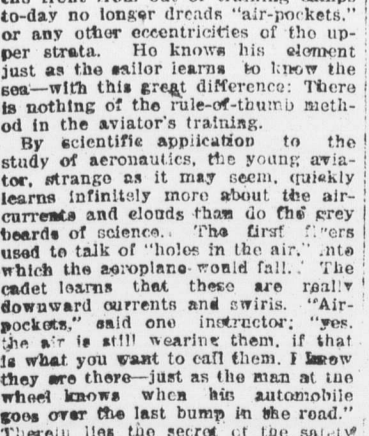 to-day no longer dreads "air-pockets,"
or any other eccentricities of the up-
per strata. He knows his element
just as the sailor learns to know the
sea—with this great difference: There
is nothing of the rule-of-thumb meth-
od in the aviator's training.
By scientific application to the
study of aeronautics, the young avia-
tor, strange as it may seem, quickly
learns infinitely more about the air-
currents and clouds than do the grey
beards of science. The first
used to talk of "holes in the air," into
which the aeroplane would fall. The
cadet learns that these are really
downward currents and swirls. "Air-
pockets," said one instructor; "yes,
the air is still wearing them, if that
is what you want to call them. I know
they are there—just as the man at the
wheel knows when his automobile
goes over the last bump in the road."
Therein lies the secret of the safety